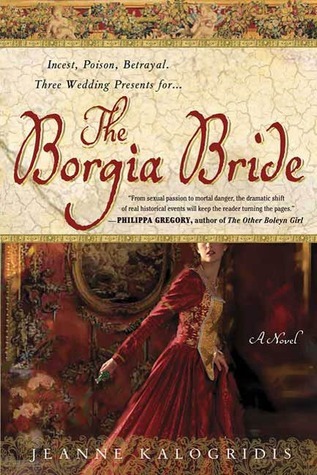 Incest, Poison, Betrayal.
Three Wedding Presents for...
The
Borgia Bride
"From sexual passion to mortal danger, the dramatic shift
of real historical events will keep the reader turning the pages."
—PHILIPPA GREGORY, author of The Other Boleyn Girl
A Novel
JEANNE KALOGRIDIS